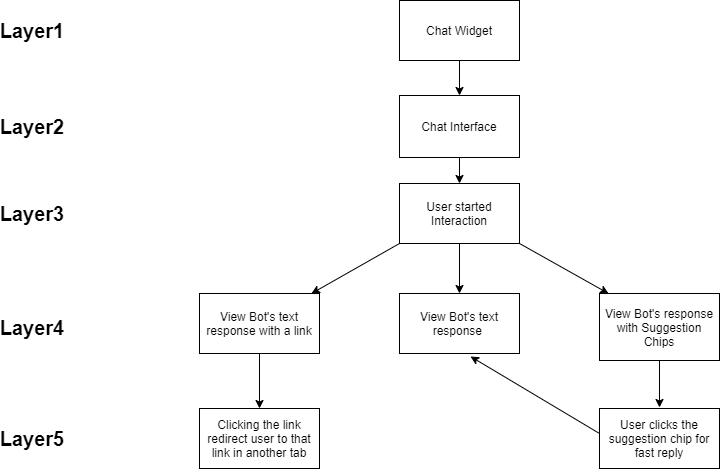 Layer1
Chat Widget
Layer2
Chat Interface
Layer3
User started
Interaction
Layer4
View Bot's text
response with a link
View Bot's text
response
View Bot's response
with Suggestion
Chips
Layer5
Clicking the link
redirect user to that
link in another tab
User clicks the
suggestion chip for
fast reply